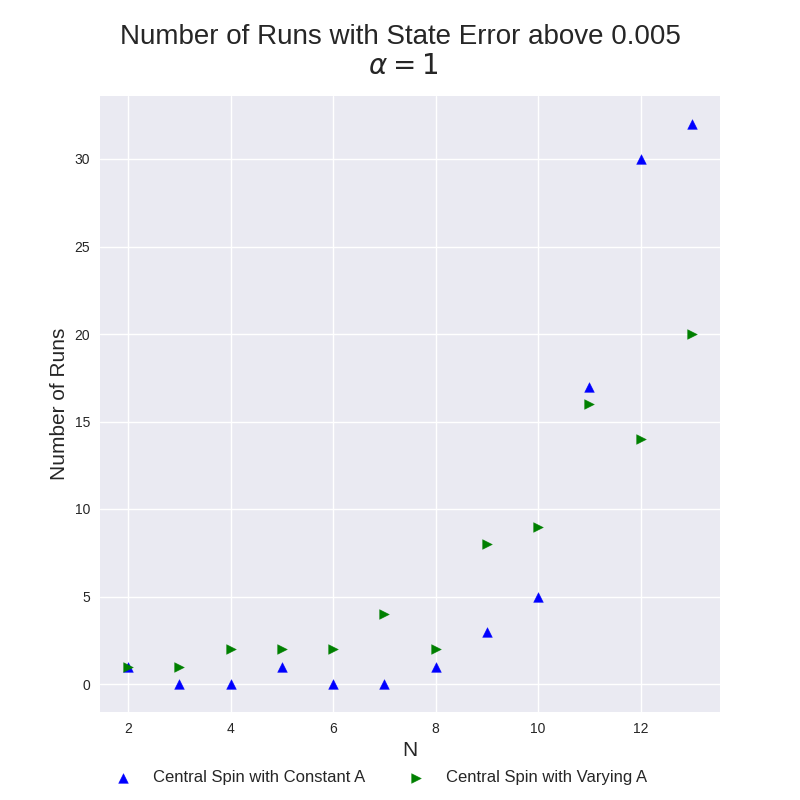 Number of Runs with State Error above 0.005
α = 1
Number of Runs
30
25
20
15
10
5
0
2 4 6 8 10 12
N
Central Spin with Constant A Central Spin with Varying A